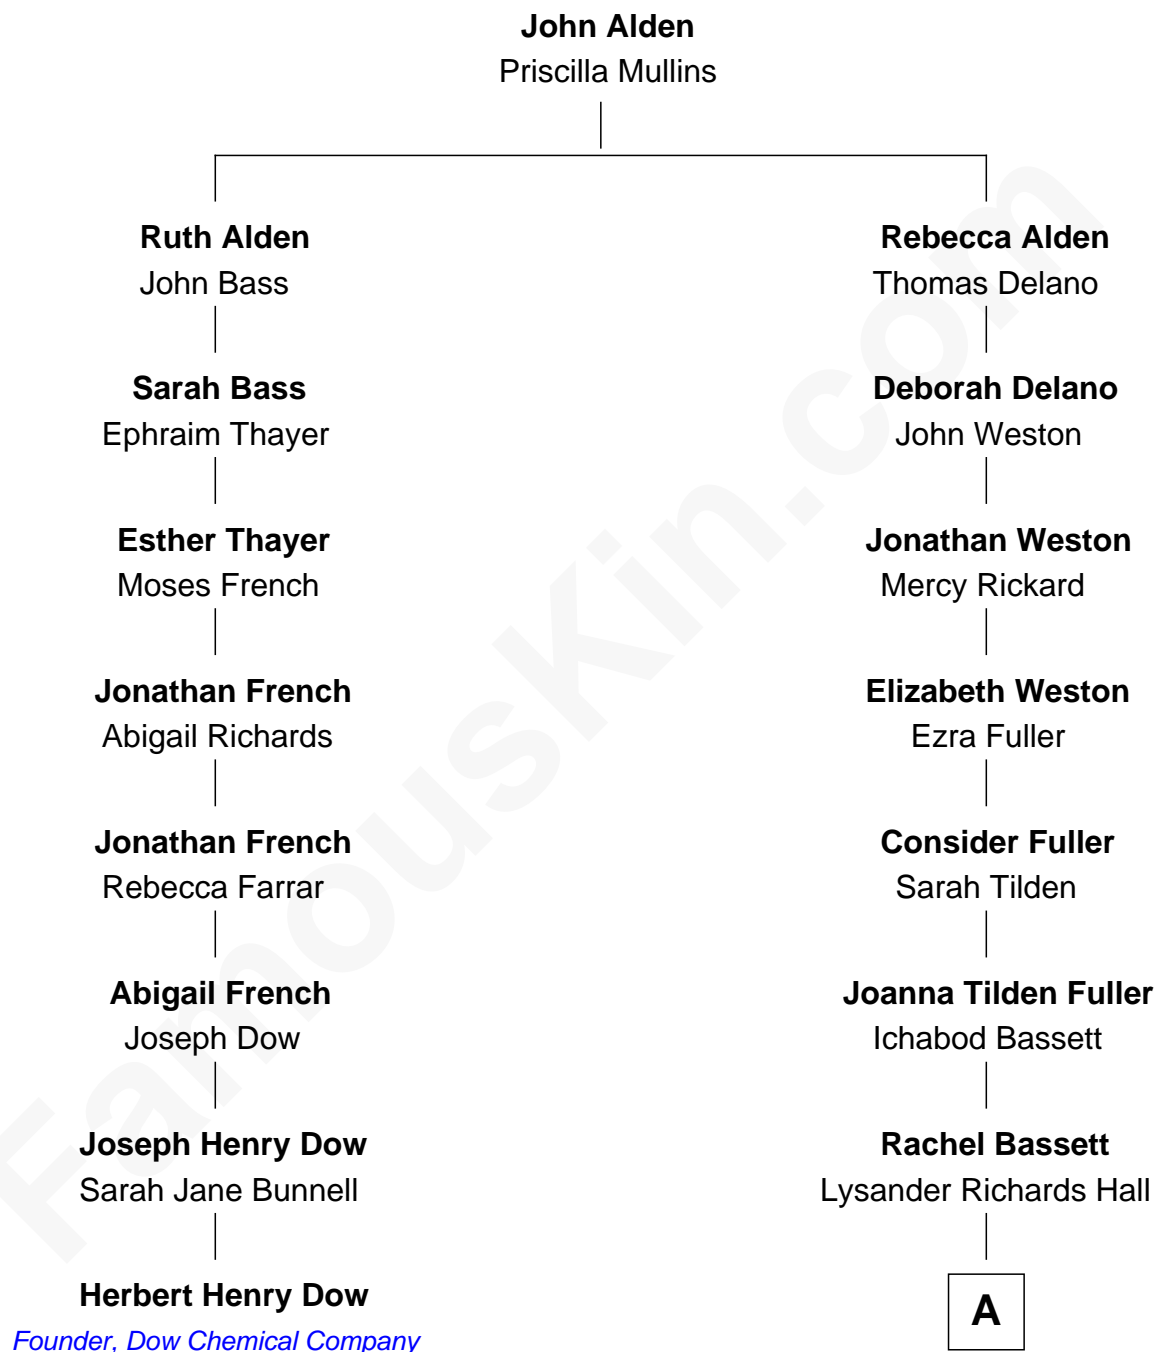 John Alden
Priscilla Mullins
Ruth Alden
John Bass
Rebecca Alden
Thomas Delano
Sarah Bass
Ephraim Thayer
Deborah Delano
John Weston
Esther Thayer
Moses French
Jonathan Weston
Mercy Rickard
Jonathan French
Abigail Richards
Elizabeth Weston
Ezra Fuller
Jonathan French
Rebecca Farrar
Consider Fuller
Sarah Tilden
Abigail French
Joseph Dow
Joanna Tilden Fuller
Ichabod Bassett
Joseph Henry Dow
Sarah Jane Bunnell
Rachel Bassett
Lysander Richards Hall
Herbert Henry Dow
Founder, Dow Chemical Company
A
FamousKin.com